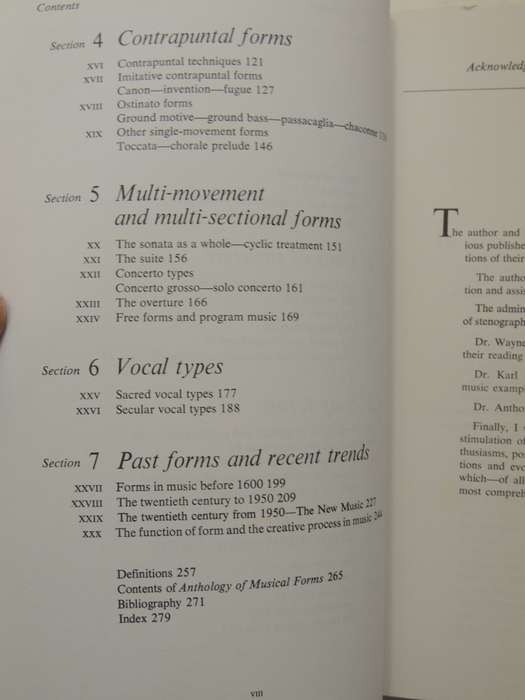 Contents
Section 4 Contrapuntal forms
XVI Contrapuntal techniques 121
XVII Imitative contrapuntal forms
Canon—invention—fugue 127
XVIII Ostinato forms
Ground motive—ground bass—passacaglia—chaconne
XIX Other single-movement forms
Toccata—chorale prelude 146
Section 5 Multi-movement
and multi-sectional forms
XX The sonata as a whole—cyclic treatment 151
XXI The suite 156
XXII Concerto types
Concerto grosso—solo concerto 161
XXIII The overture 166
XXIV Free forms and program music 169
Section 6 Vocal types
XXV Sacred vocal types 177
XXVI Secular vocal types 188
Section 7 Past forms and recent trends
XXVII Forms in music before 1600 199
XXVIII The twentieth century to 1950 209
XXIX The twentieth century from 1950—The New Music 227
XXX The function of form and the creative process in music 244
Definitions 257
Contents of Anthology of Musical Forms 265
Bibliography 271
Index 279
viii
Acknowled
The author and
ious publishe
tions of their
The autho
tion and assi
The admin
of stenograph
Dr. Wayne
their reading
Dr. Karl
music examp
Dr. Antho
Finally, I
stimulation of
thusiasms, po
tions and eve
which—of all
most compreh